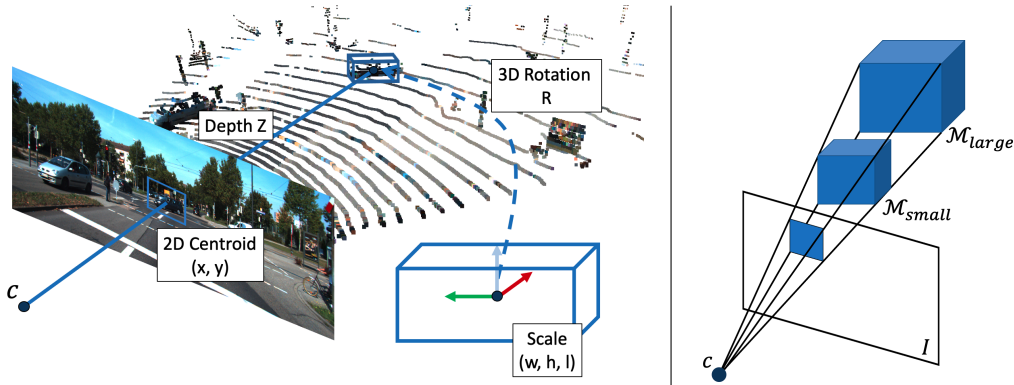 3D Rotation
R
Depth Z
2D Centroid
(x, y)
C
Scale
(w, h, l)
M_large
M_small
I
c